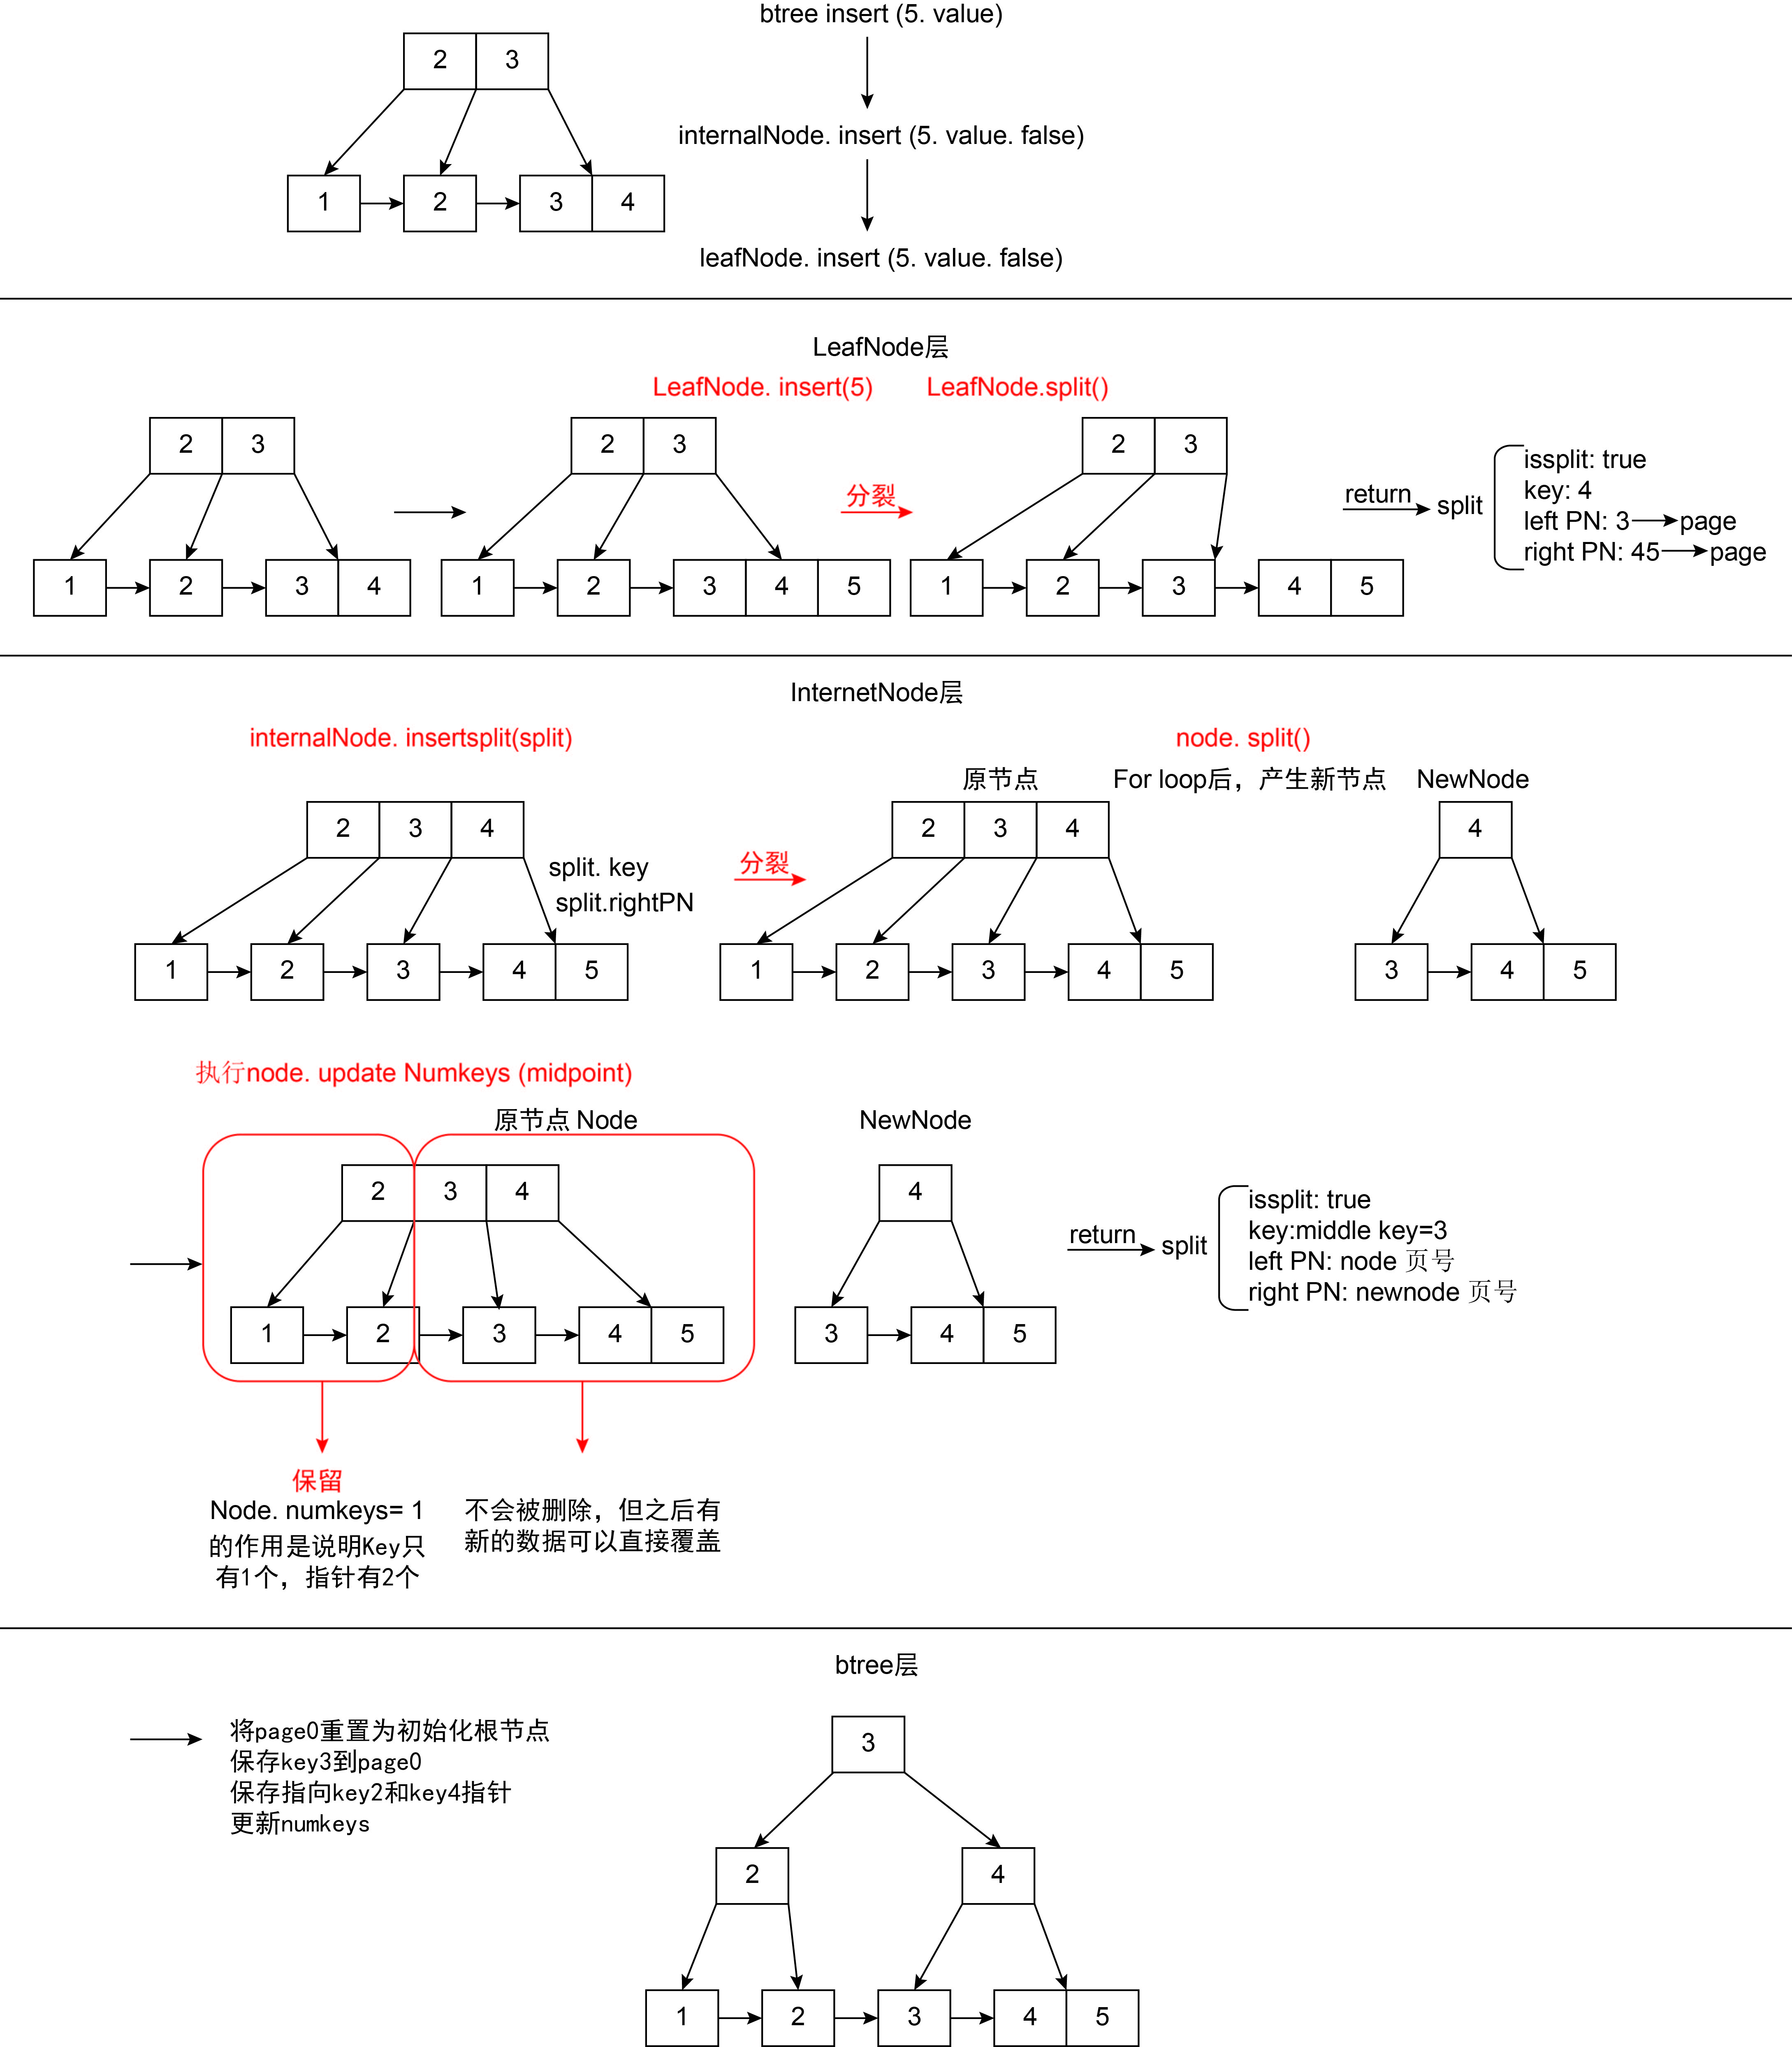 btree insert (5. value)
2 3
internalNode. insert (5. value. false)
1 2 3 4
leafNode. insert (5. value. false)
LeafNode层
LeafNode. insert(5)
LeafNode.split()
2 3
1 2 3 4
2 3
1 2 3 4 5
分裂
2 3
1 2 3 4 5
return
split
issplit: true
key: 4
left PN: 3 page
right PN: 45 page
InternetNode层
internalNode. insertsplit(split)
node. split()
2 3 4
split. key
split.rightPN
1 2 3 4 5
分裂
原节点
For loop后，产生新节点
NewNode
2 3 4
1 2 3 4 5
4
3 4 5
执行node. update Numkeys (midpoint)
原节点 Node
2 3 4
1 2 3 4 5
NewNode
4
3 4 5
return
split
issplit: true
key:middle key=3
left PN: node 页号
right PN: newnode 页号
保留
Node. numkeys= 1
的作用是说明Key只
有1个，指针有2个
不会被删除，但之后有
新的数据可以直接覆盖
btree层
将page0重置为初始化根节点
保存key3到page0
保存指向key2和key4指针
更新numkeys
3
2 4
1 2 3 4 5